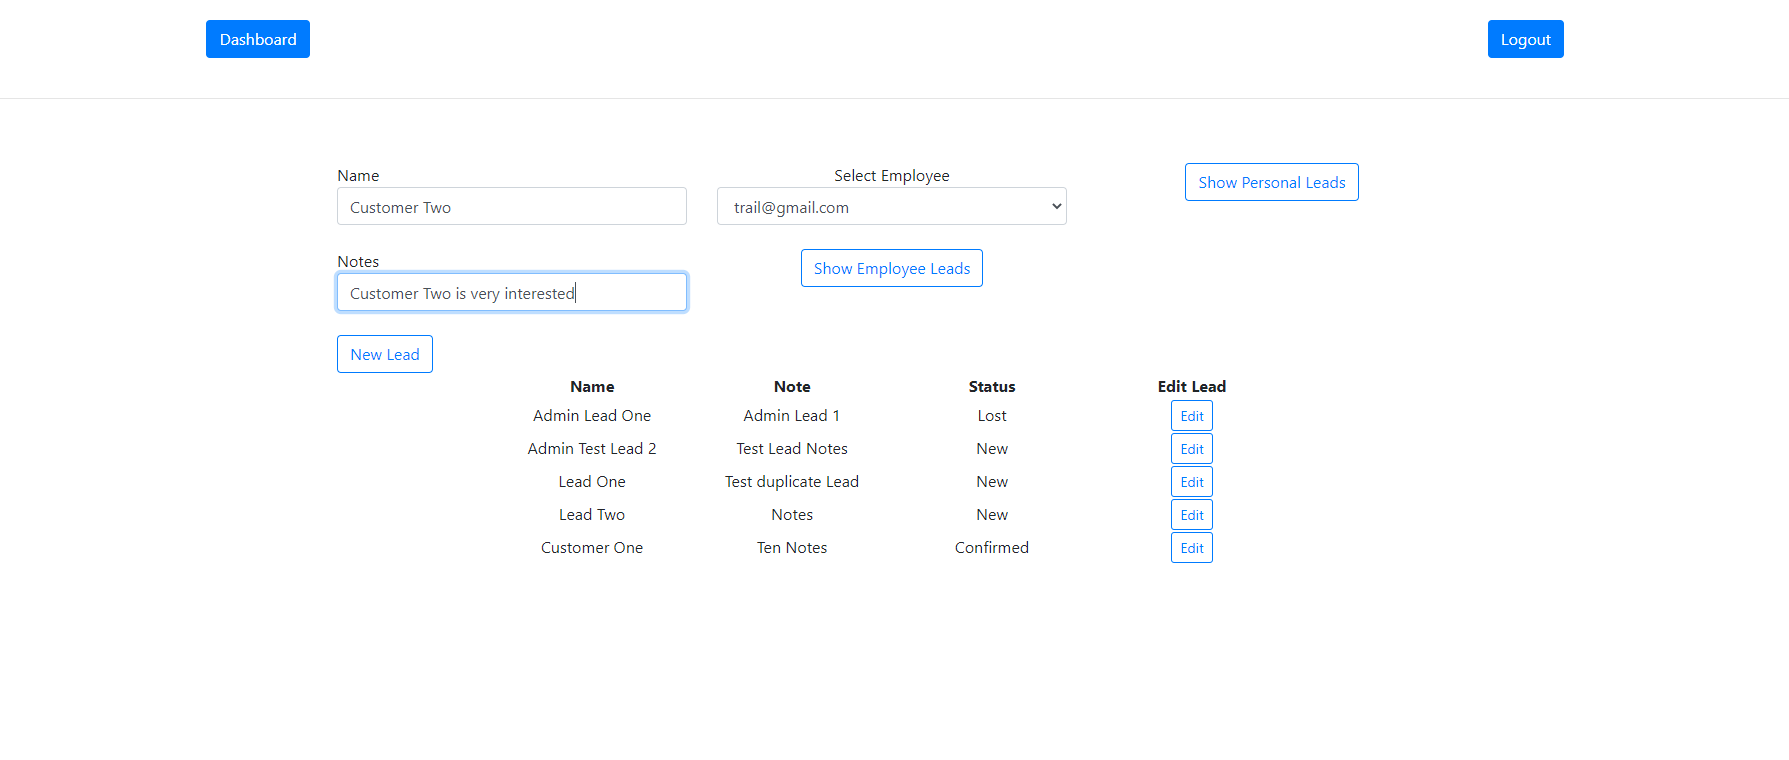 Dashboard
Logout
Name
Select Employee
Show Personal Leads
Customer Two
trail@gmail.com
Notes
Show Employee Leads
Customer Two is very interested
New Lead
Name Note Status Edit Lead
Admin Lead One Admin Lead 1 Lost Edit
Admin Test Lead 2 Test Lead Notes New Edit
Lead One Test duplicate Lead New Edit
Lead Two Notes New Edit
Customer One Ten Notes Confirmed Edit